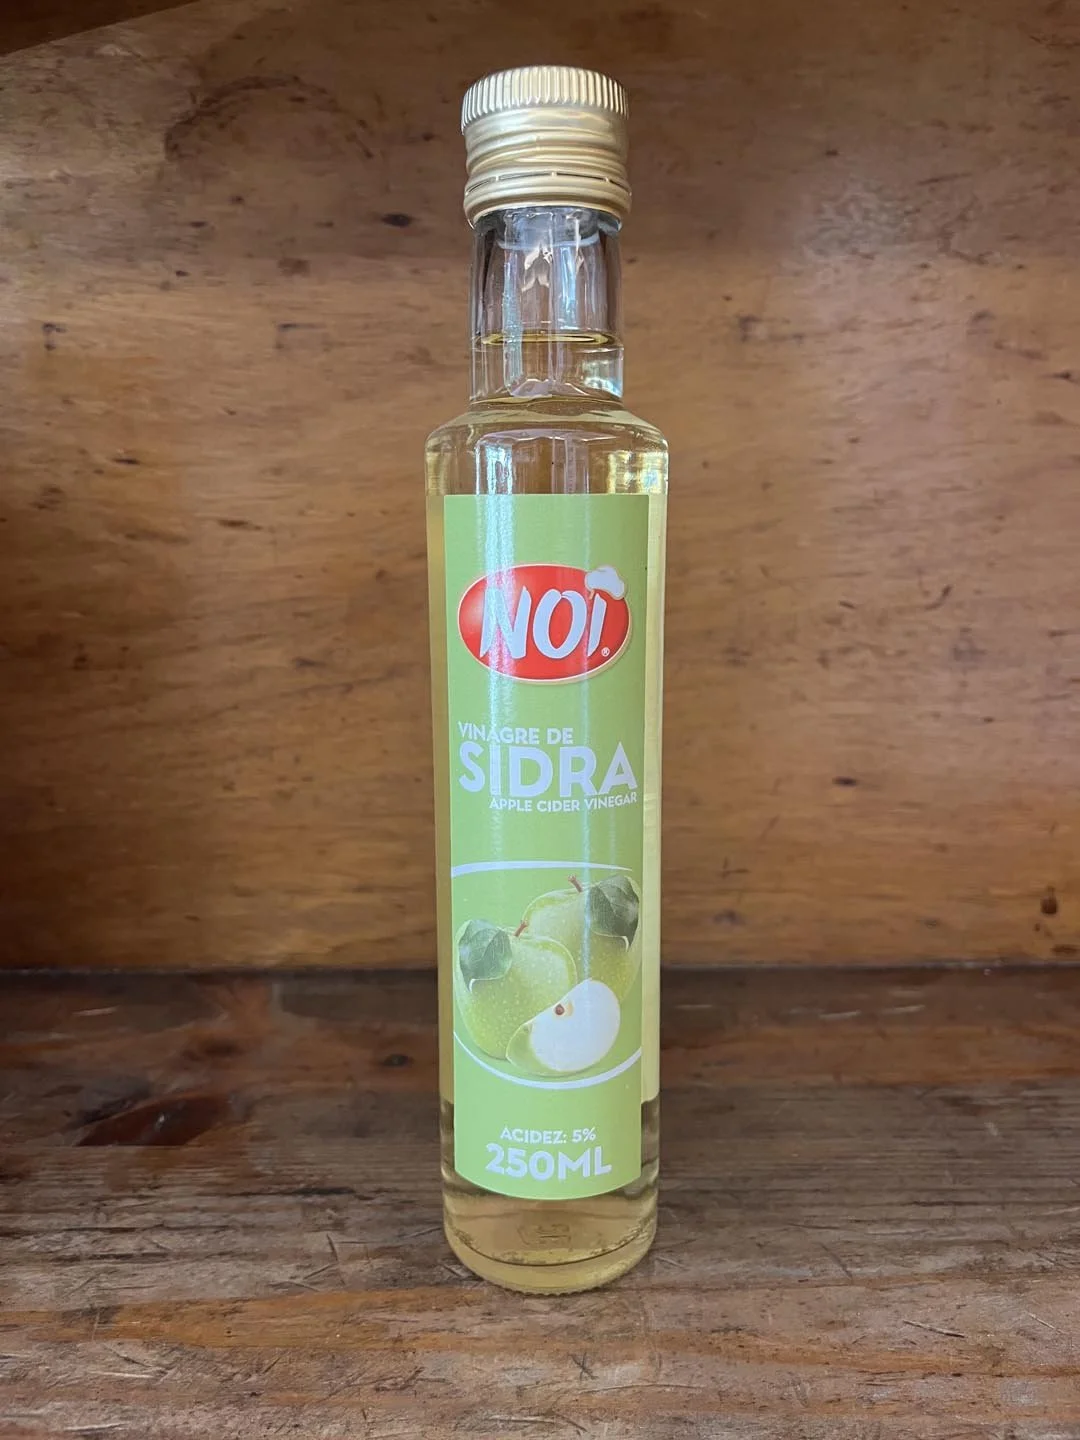 NOI®
VINAGRE DE
SIDRA
APPLE CIDER VINEGAR
ACIDEZ: 5%
250ML